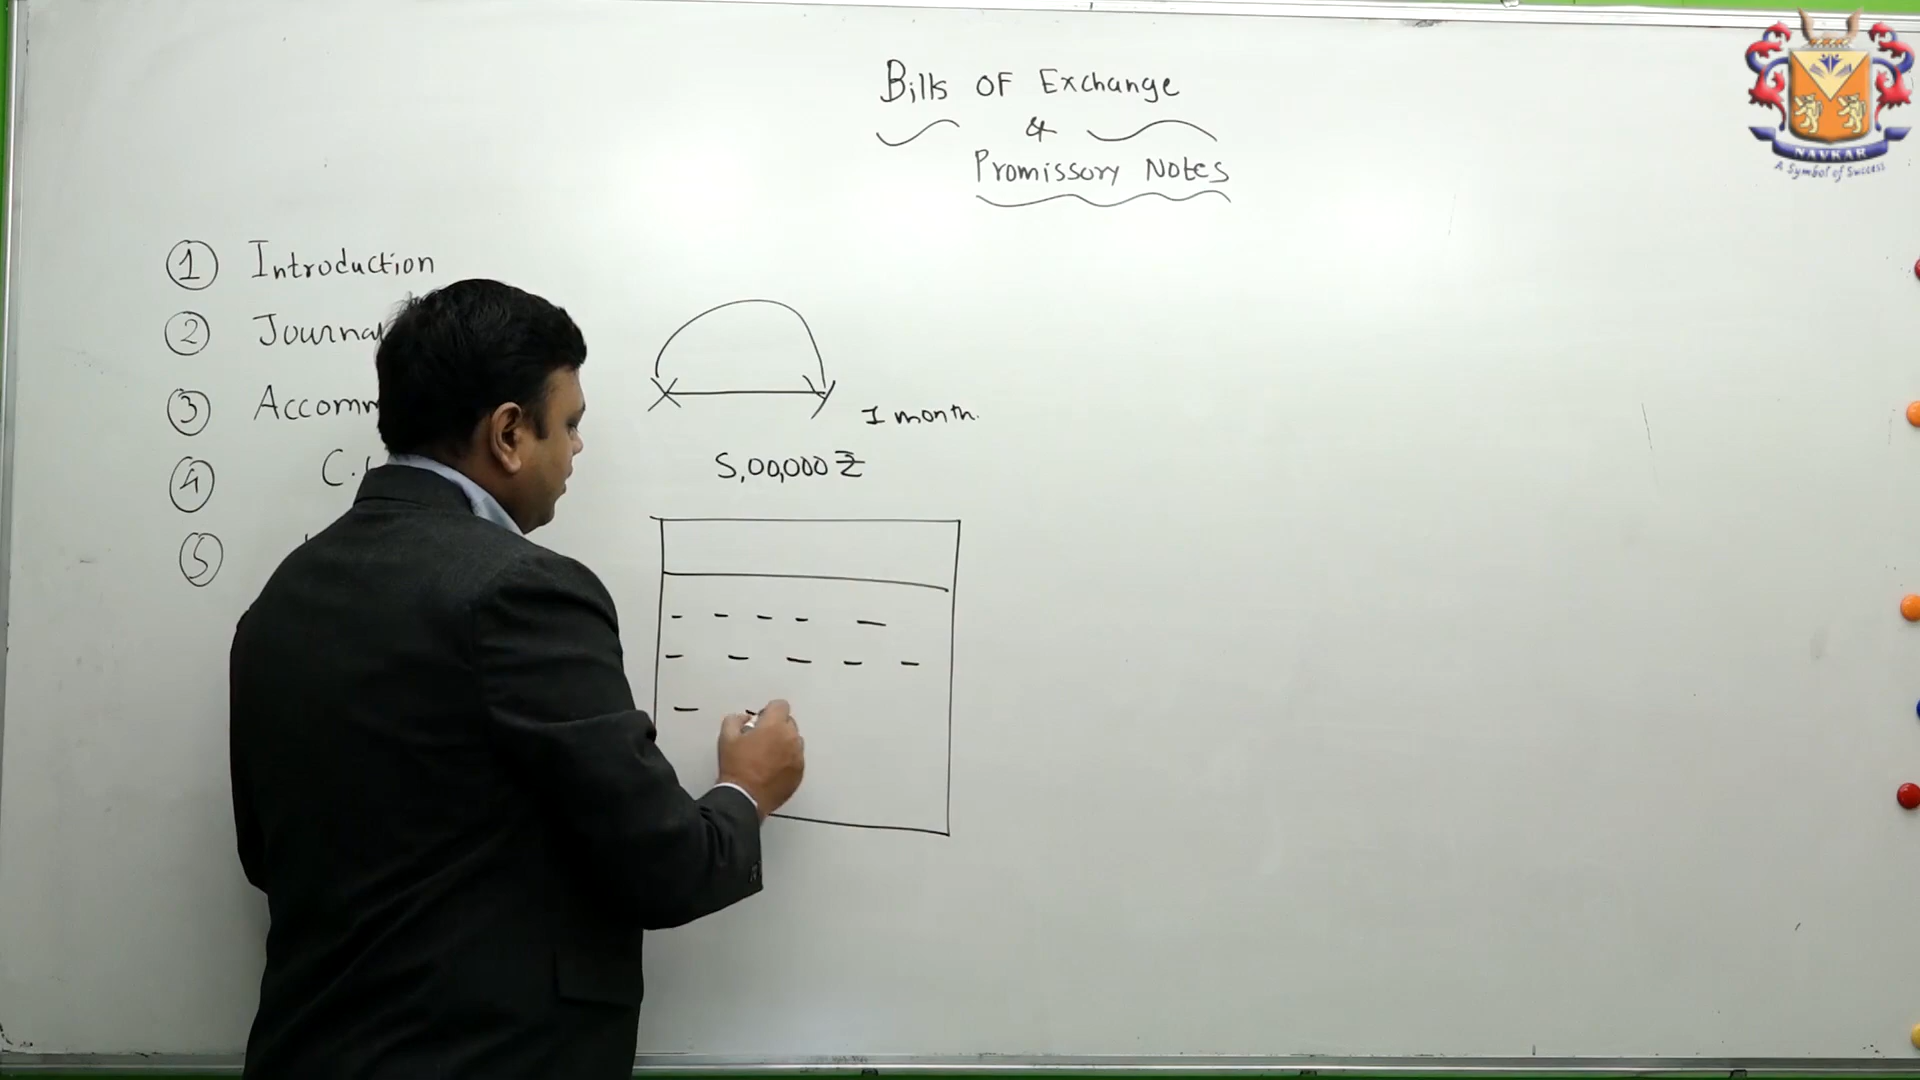 Bills OF Exchange
&
Promissory Notes
① Introduction
② Journal
③ Accomm
④ C.
⑤
1 month.
5,00,000 ₹
NAVKAR
A Symbol of Success